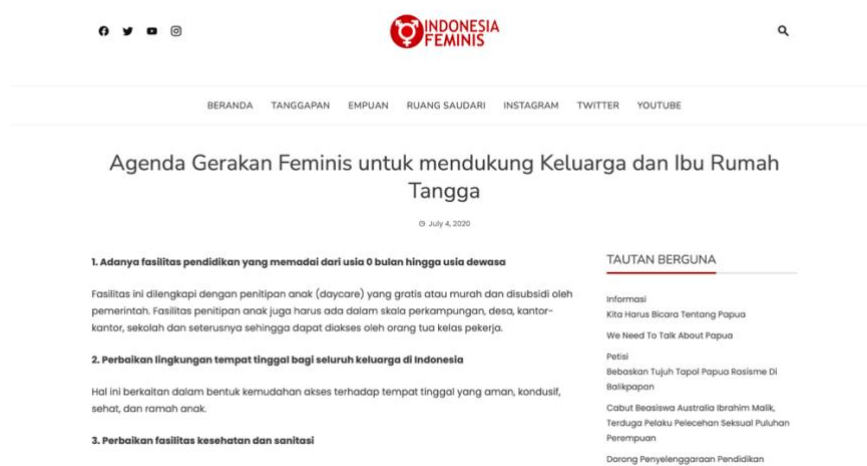 INDONESIA
FEMINIS
BERANDA TANGGAPAN EMPUAN RUANG SAUDARI INSTAGRAM TWITTER YOUTUBE
Agenda Gerakan Feminis untuk mendukung Keluarga dan Ibu Rumah
Tangga
July 4, 2020
1. Adanya fasilitas pendidikan yang memadai dari usia 0 bulan hingga usia dewasa
Fasilitas ini dilengkapi dengan penitipan anak (daycare) yang gratis atau murah dan disubsidi oleh
pemerintah. Fasilitas penitipan anak juga harus ada dalam skala perkampungan, desa, kantor-
kantor, sekolah dan seterusnya sehingga dapat diakses oleh orang tua kelas pekerja.
2. Perbaikan lingkungan tempat tinggal bagi seluruh keluarga di Indonesia
Hal ini berkaitan dalam bentuk kemudahan akses terhadap tempat tinggal yang aman, kondusif,
sehat, dan ramah anak.
3. Perbaikan fasilitas kesehatan dan sanitasi
TAUTAN BERGUNA
Informasi
Kita Harus Bicara Tentang Papua
We Need To Talk About Papua
Petisi
Bebaskan Tujuh Tapol Papua Rasisme Di
Balikpapan
Cabut Beasiswa Australia Ibrahim Malik,
Terduga Pelaku Pelecehan Seksual Puluhan
Perempuan
Dorong Penyelenggaraan Pendidikan